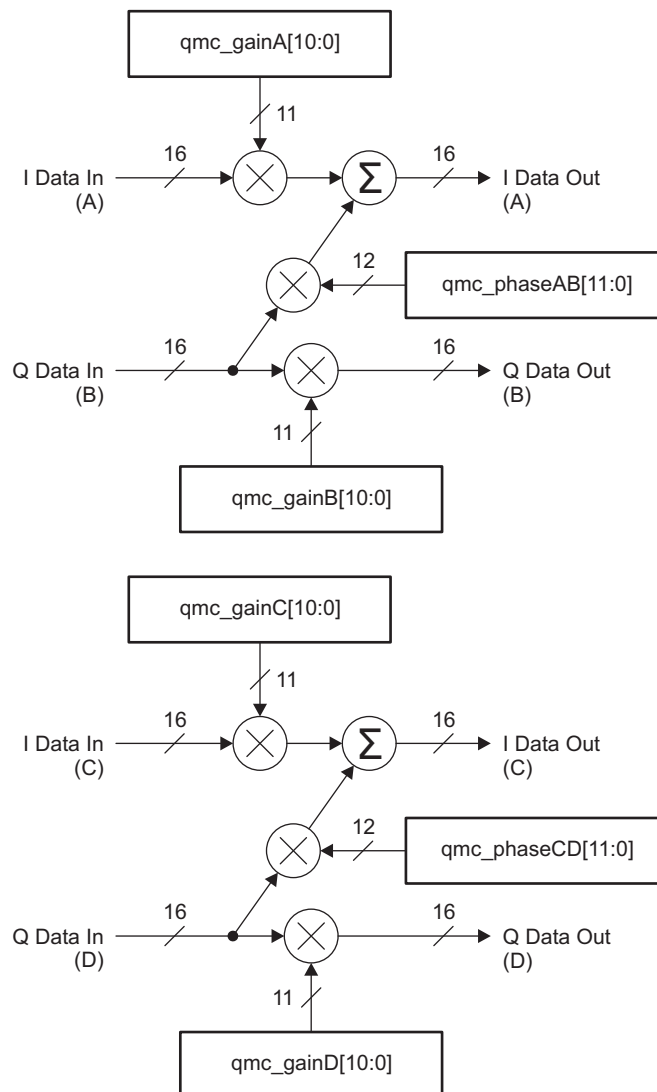 qmc_gainA[10:0]
11
16
16
I Data In
(A)
Σ
I Data Out
(A)
12
qmc_phaseAB[11:0]
16
16
Q Data In
(B)
Q Data Out
(B)
11
qmc_gainB[10:0]
qmc_gainC[10:0]
11
16
16
I Data In
(C)
Σ
I Data Out
(C)
12
qmc_phaseCD[11:0]
16
16
Q Data In
(D)
Q Data Out
(D)
11
qmc_gainD[10:0]